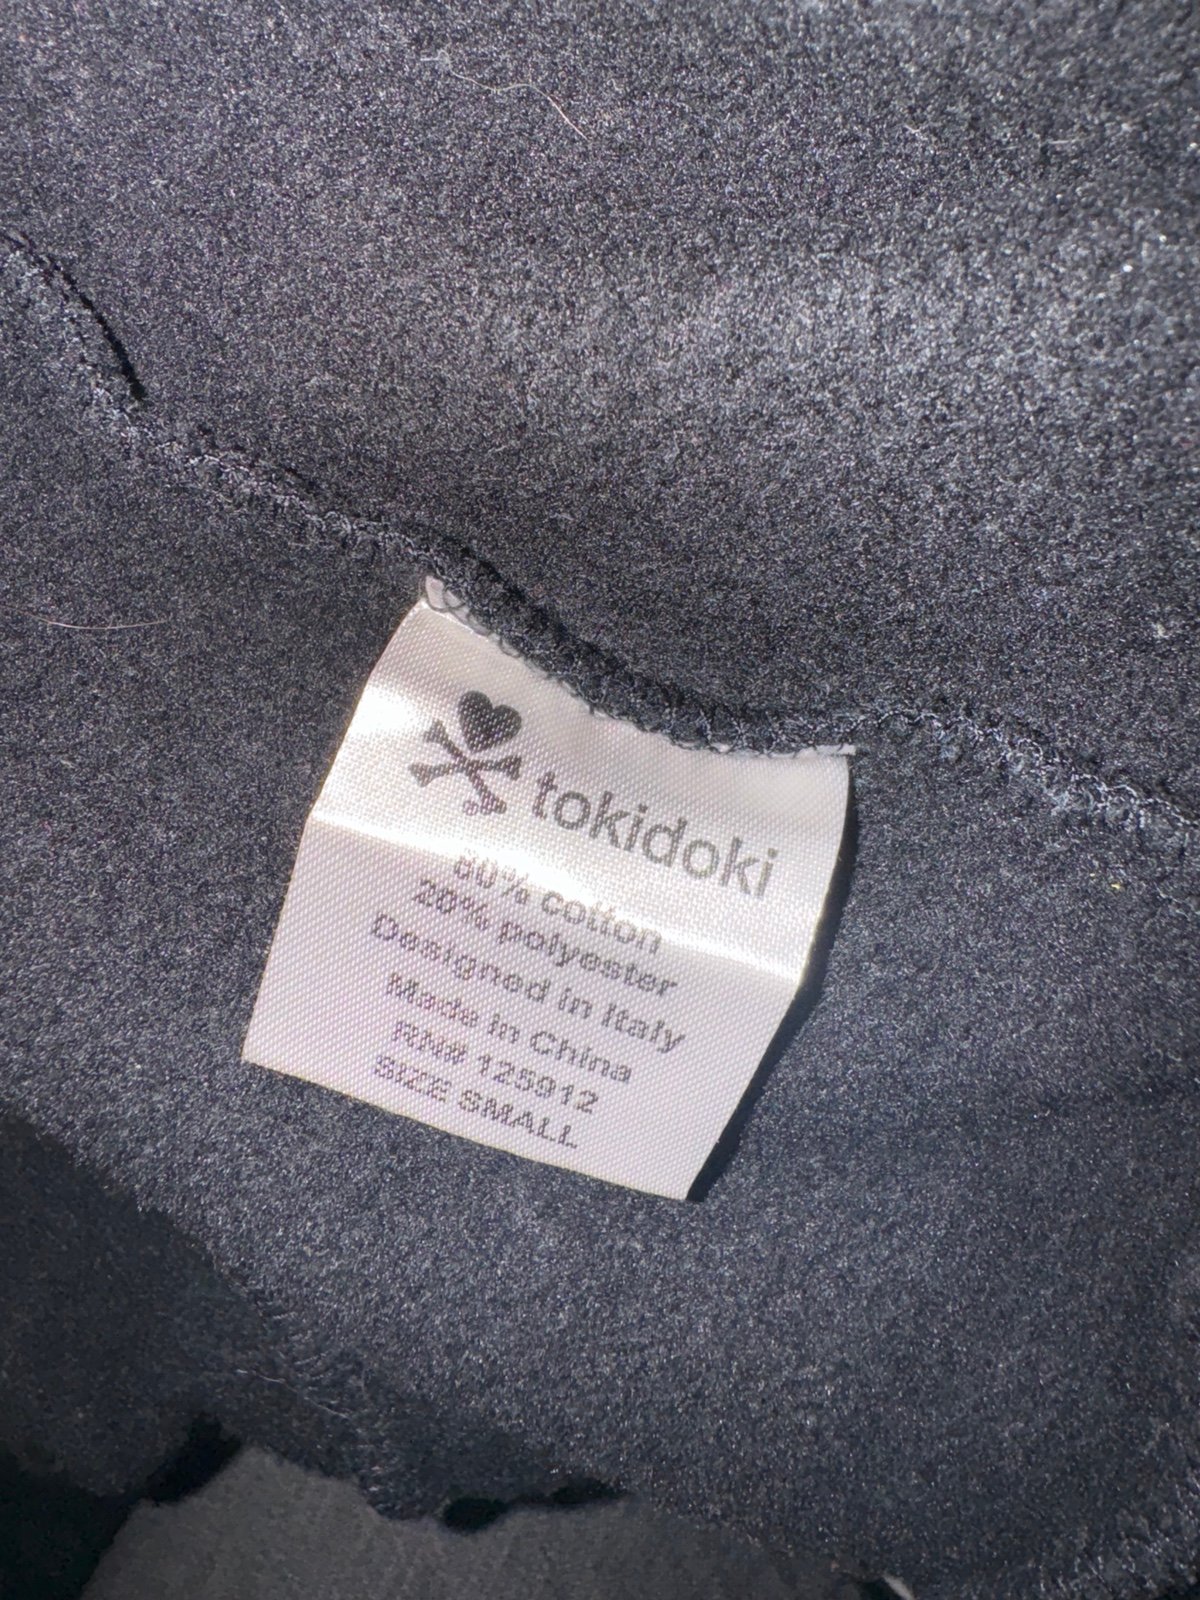 tokidoki
80% cotton
20% polyester
Designed in Italy
Made in China
RN# 125912
SIZE SMALL